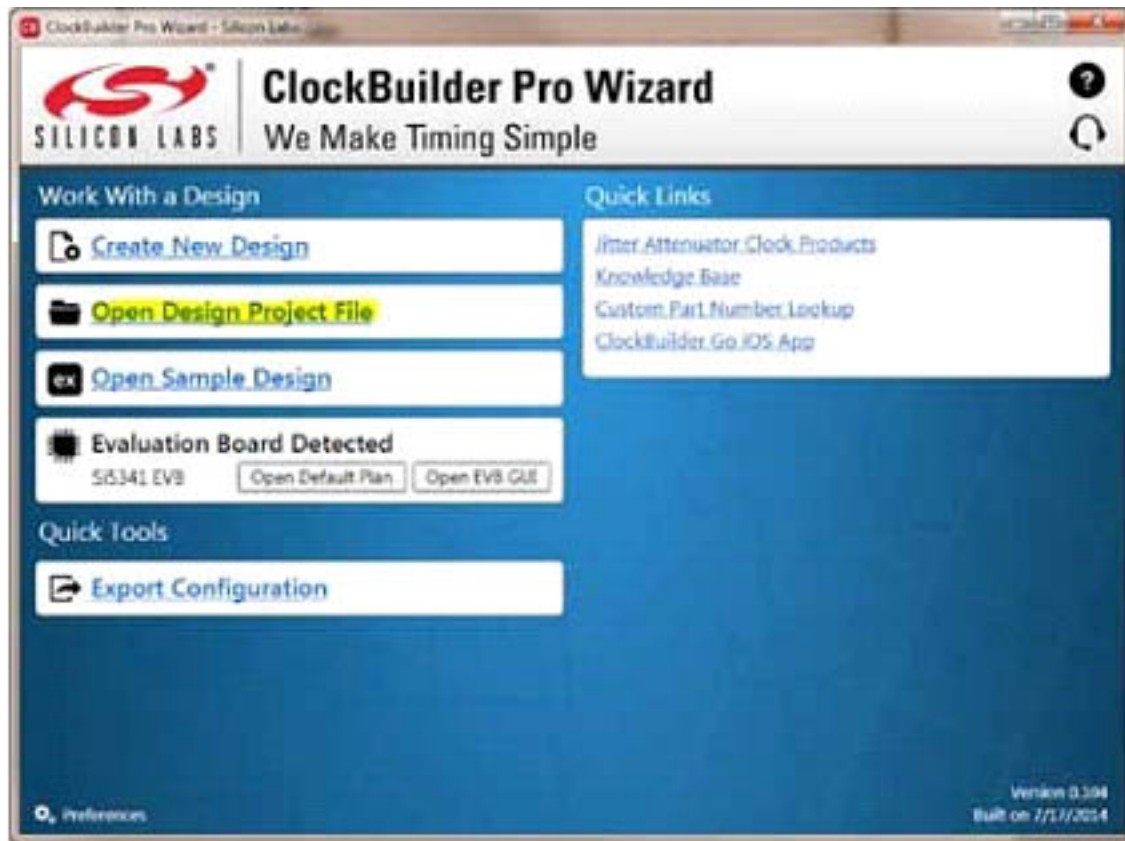 ClockBuilder Pro Wizard - Silicon Labs
SILICON LABS
ClockBuilder Pro Wizard
We Make Timing Simple
?
Work With a Design
Create New Design
Open Design Project File
ex Open Sample Design
Evaluation Board Detected
Si5341 EVB
Open Default Plan
Open EVB GUI
Quick Tools
Export Configuration
Quick Links
Jitter Attenuator Clock Products
Knowledge Base
Custom Part Number Lookup
ClockBuilder Go iOS App
Preferences
Version 0.304
Built on 7/17/2014